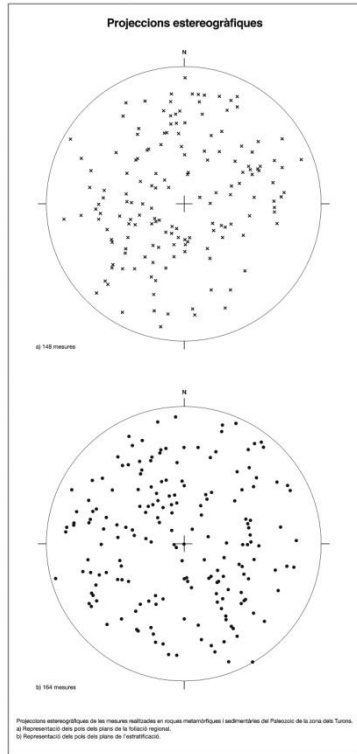 Projeccions estereogràfiques
N
a) 148 mesures
N
b) 164 mesures
Projeccions estereogràfiques de les mesures realitzades en roques metamòrfiques i sedimentàries del Paleozoic de la zona dels Turons.
a) Representació dels pols dels plans de la foliació regional.
b) Representació dels pols dels plans de l'estratificació.